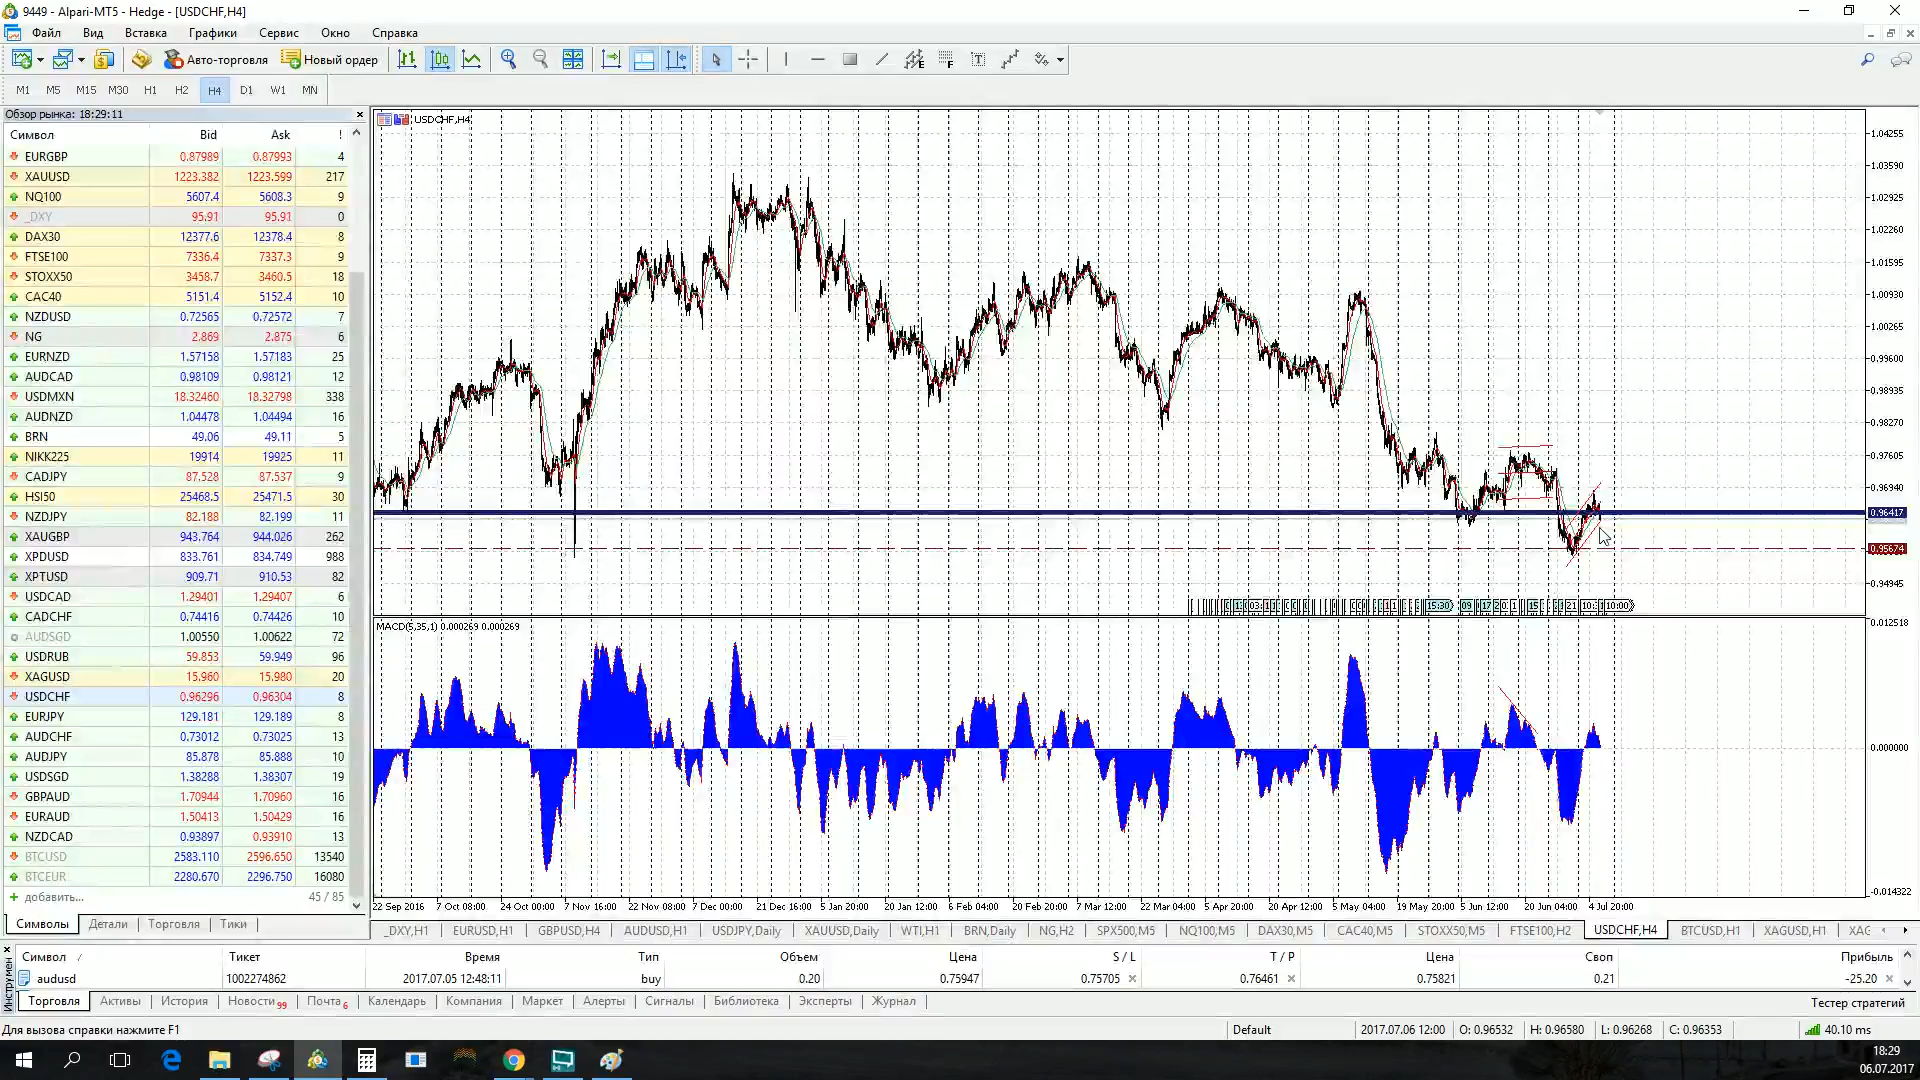 9449 - Alpari-MT5 - Hedge - [USDCHF,H4]
Файл Вид Вставка Графики Сервис Окно Справка
Авто-торговля Новый ордер
M1 M5 M15 M30 H1 H2 H4 D1 W1 MN
Обзор рынка: 18:29:11
Символ Bid Ask !
EURGBP 0.87989 0.87993 4
XAUUSD 1223.382 1223.599 217
NQ100 5607.4 5608.3 9
_DXY 95.91 95.91 0
DAX30 12377.6 12378.4 8
FTSE100 7336.4 7337.3 9
STOXX50 3458.7 3460.5 18
CAC40 5151.4 5152.4 10
NZDUSD 0.72565 0.72572 7
NG 2.869 2.875 6
EURNZD 1.57158 1.57183 25
AUDCAD 0.98109 0.98121 12
USDMXN 18.32460 18.32798 338
AUDNZD 1.04478 1.04494 16
BRN 49.06 49.11 5
NIKK225 19914 19925 11
CADJPY 87.528 87.537 9
HSI50 25468.5 25471.5 30
NZDJPY 82.188 82.199 11
XAUGBP 943.764 944.026 262
XPDUSD 833.761 834.749 988
XPTUSD 909.71 910.53 82
USDCAD 1.29401 1.29407 6
CADCHF 0.74416 0.74426 10
AUDSGD 1.00550 1.00622 72
USDRUB 59.853 59.949 96
XAGUSD 15.960 15.980 20
USDCHF 0.96296 0.96304 8
EURJPY 129.181 129.189 8
AUDCHF 0.73012 0.73025 13
AUDJPY 85.878 85.888 10
USDSGD 1.38288 1.38307 19
GBPAUD 1.70944 1.70960 16
EURAUD 1.50413 1.50429 16
NZDCAD 0.93897 0.93910 13
BTCUSD 2583.110 2596.650 13540
BTCEUR 2280.670 2296.750 16080
+ добавить... 45 / 85
Символы Детали Торговля Тики
USDCHF,H4
1.04255
1.03590
1.02925
1.02260
1.01595
1.00930
1.00265
0.99600
0.98935
0.98270
0.97605
0.96940
0.96417
0.95674
0.94945
15:30 09 17 15 21 10:00
MACD(5,35,1) 0.000269 0.000269
0.012518
0.000000
-0.014322
22 Sep 2016 7 Oct 08:00 24 Oct 00:00 7 Nov 16:00 22 Nov 08:00 7 Dec 00:00 21 Dec 16:00 5 Jan 20:00 20 Jan 12:00 6 Feb 04:00 20 Feb 20:00 7 Mar 12:00 22 Mar 04:00 5 Apr 20:00 20 Apr 12:00 5 May 04:00 19 May 20:00 5 Jun 12:00 20 Jun 04:00 4 Jul 20:00
_DXY,H1 EURUSD,H1 GBPUSD,H4 AUDUSD,H1 USDJPY,Daily XAUUSD,Daily WTI,H1 BRN,Daily NG,H2 SPX500,M5 NQ100,M5 DAX30,M5 CAC40,M5 STOXX50,M5 FTSE100,H2 USDCHF,H4 BTCUSD,H1 XAGUSD,H1 XAG
Инструмен
Символ / Тикет Время Тип Объем Цена S / L T / P Цена Своп Прибыль
audusd 1002274862 2017.07.05 12:48:11 buy 0.20 0.75947 0.75705 0.76461 0.75821 0.21 -25.20
Торговля Активы История Новости 99 Почта 6 Календарь Компания Маркет Алерты Сигналы Библиотека Эксперты Журнал Тестер стратегий
Для вызова справки нажмите F1 Default 2017.07.06 12:00 O: 0.96532 H: 0.96580 L: 0.96268 C: 0.96353 40.10 ms
18:29
06.07.2017